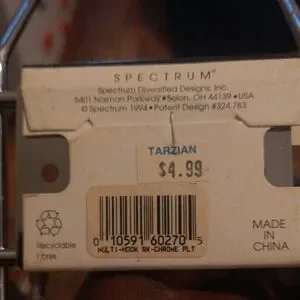 SPECTRUM®
Spectrum Diversified Designs, Inc.
5401 Naiman Parkway • Solon, OH 44139 • USA
© Spectrum 1994 • Patent Design #324,783
TARZIAN
$4.99
0 10591 60270 5
MULTI-HOOK RK-CHROME PLT
Recyclable
Fibres
MADE IN
CHINA